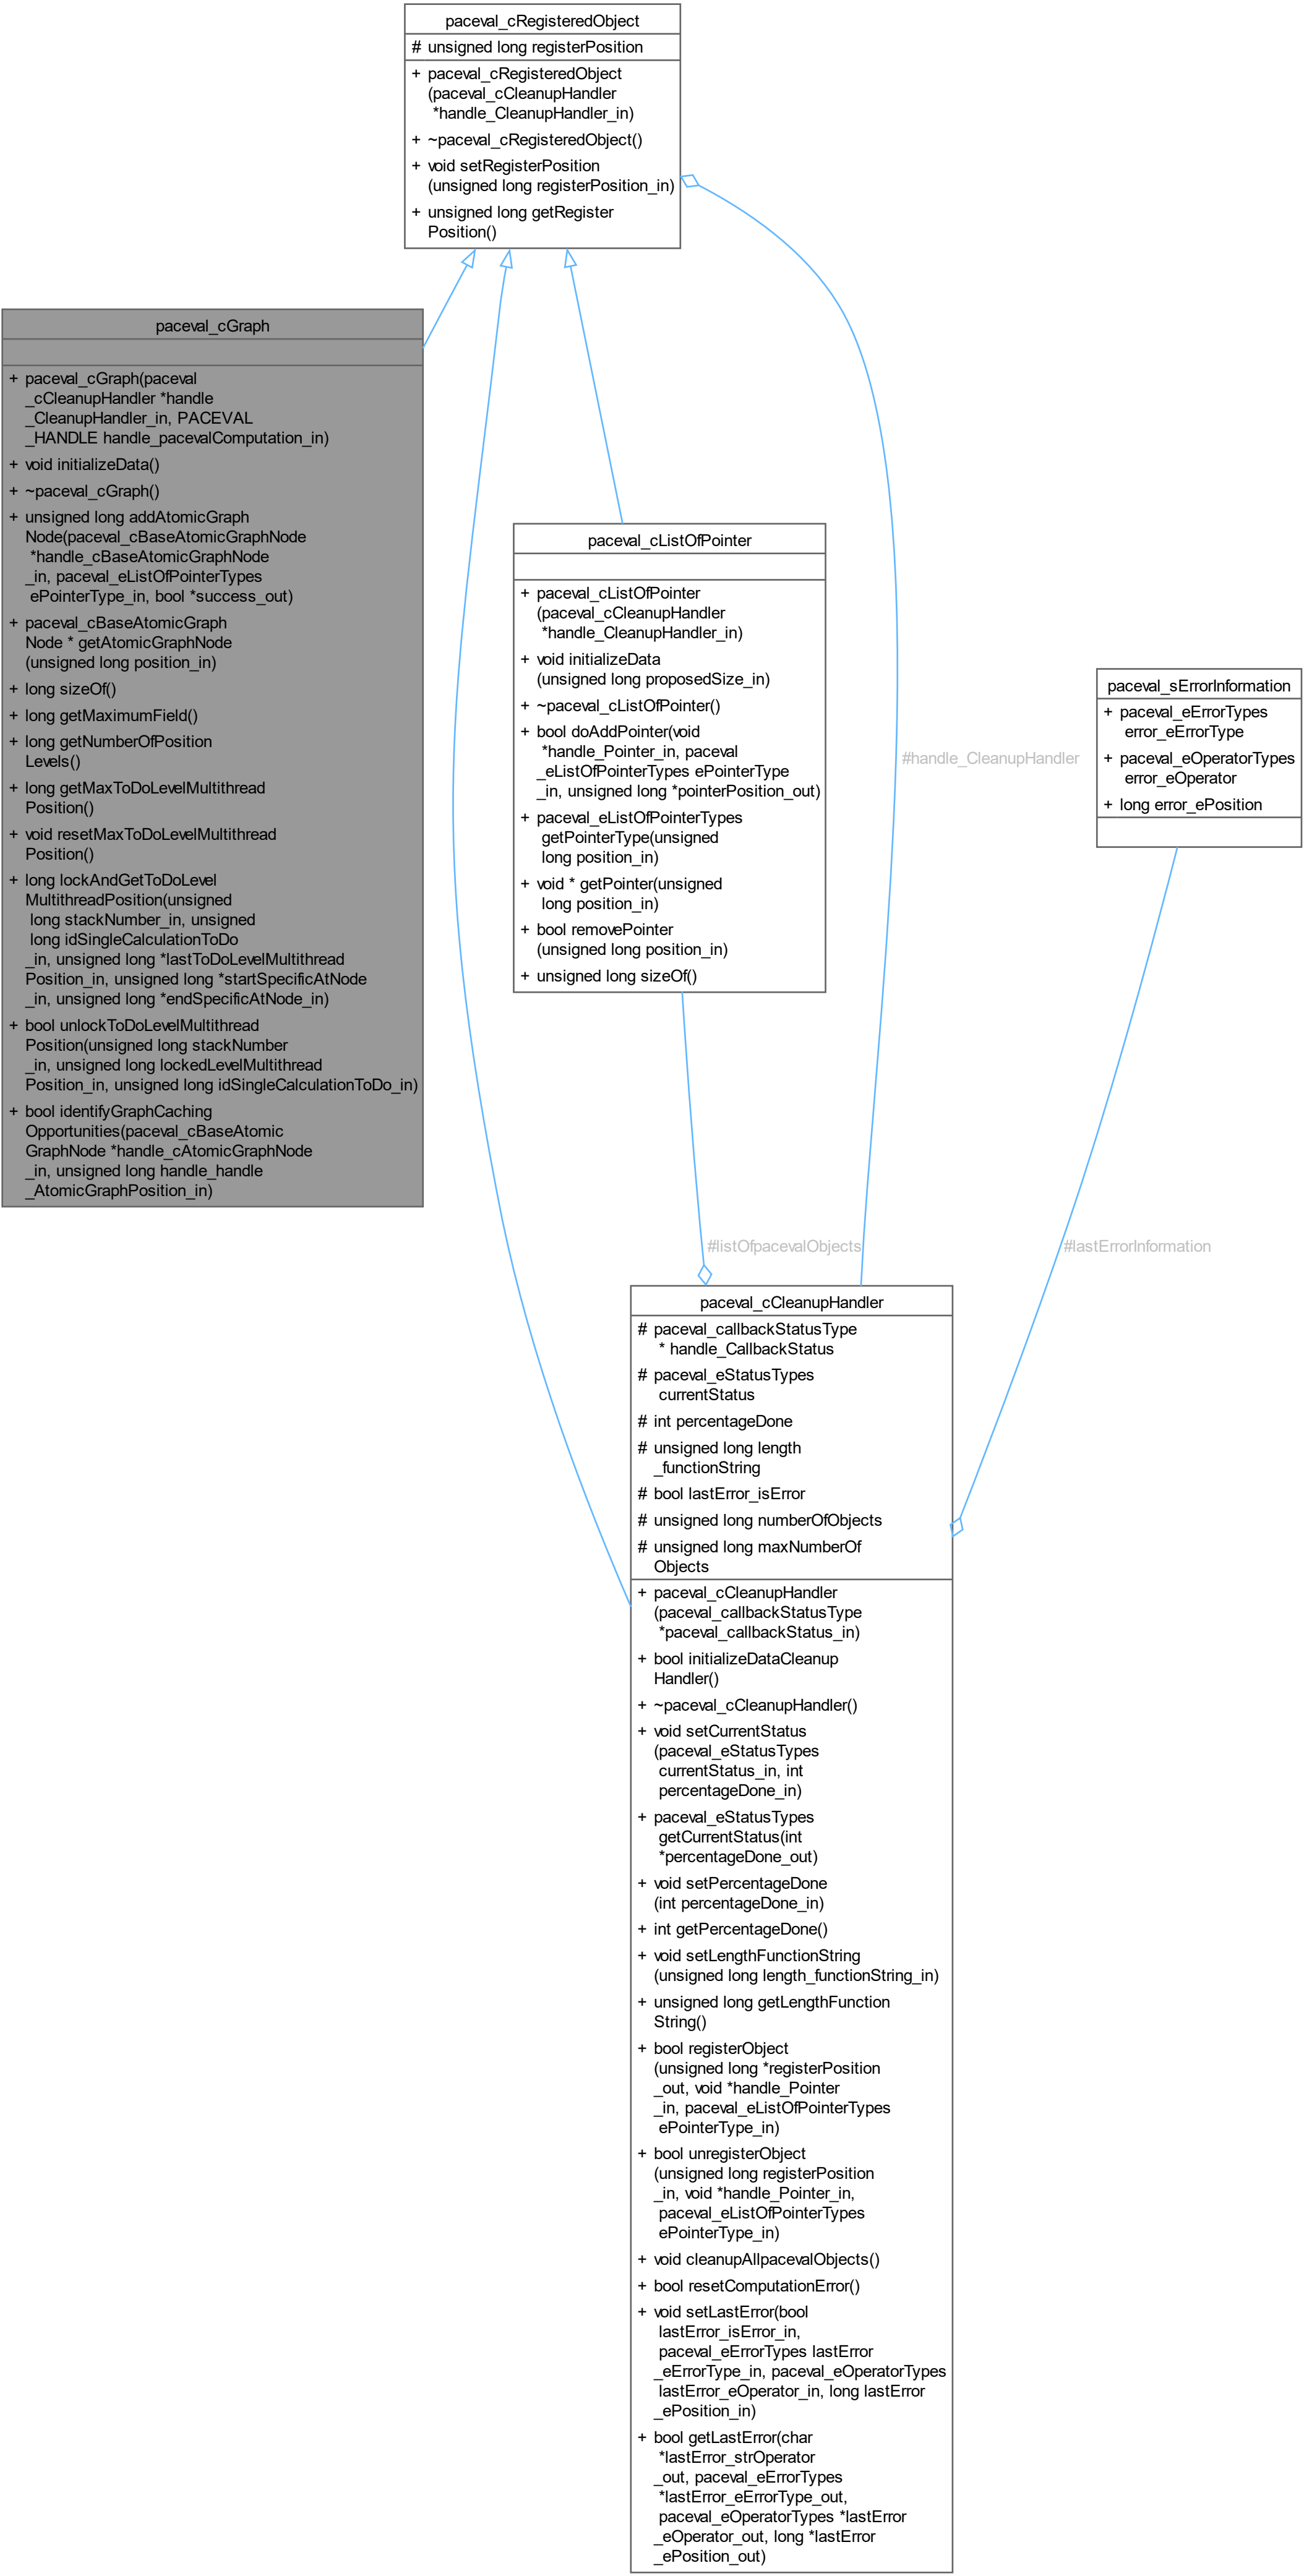 paceval_cRegisteredObject
# unsigned long registerPosition
+ paceval_cRegisteredObject
(paceval_cCleanupHandler
*handle_CleanupHandler_in)
+ ~paceval_cRegisteredObject()
+ void setRegisterPosition
(unsigned long registerPosition_in)
+ unsigned long getRegister
Position()
paceval_cGraph
+ paceval_cGraph(paceval
_cCleanupHandler *handle
_CleanupHandler_in, PACEVAL
_HANDLE handle_pacevalComputation_in)
+ void initializeData()
+ ~paceval_cGraph()
+ unsigned long addAtomicGraph
Node(paceval_cBaseAtomicGraphNode
*handle_cBaseAtomicGraphNode
_in, paceval_eListOfPointerTypes
ePointerType_in, bool *success_out)
+ paceval_cBaseAtomicGraph
Node * getAtomicGraphNode
(unsigned long position_in)
+ long sizeOf()
+ long getMaximumField()
+ long getNumberOfPosition
Levels()
+ long getMaxToDoLevelMultithread
Position()
+ void resetMaxToDoLevelMultithread
Position()
+ long lockAndGetToDoLevel
MultithreadPosition(unsigned
long stackNumber_in, unsigned
long idSingleCalculationToDo
_in, unsigned long *lastToDoLevelMultithread
Position_in, unsigned long *startSpecificAtNode
_in, unsigned long *endSpecificAtNode_in)
+ bool unlockToDoLevelMultithread
Position(unsigned long stackNumber
_in, unsigned long lockedLevelMultithread
Position_in, unsigned long idSingleCalculationToDo_in)
+ bool identifyGraphCaching
Opportunities(paceval_cBaseAtomic
GraphNode *handle_cAtomicGraphNode
_in, unsigned long handle_handle
_AtomicGraphPosition_in)
paceval_cListOfPointer
+ paceval_cListOfPointer
(paceval_cCleanupHandler
*handle_CleanupHandler_in)
+ void initializeData
(unsigned long proposedSize_in)
+ ~paceval_cListOfPointer()
+ bool doAddPointer(void
*handle_Pointer_in, paceval
_eListOfPointerTypes ePointerType
_in, unsigned long *pointerPosition_out)
+ paceval_eListOfPointerTypes
getPointerType(unsigned
long position_in)
+ void * getPointer(unsigned
long position_in)
+ bool removePointer
(unsigned long position_in)
+ unsigned long sizeOf()
#handle_CleanupHandler
paceval_sErrorInformation
+ paceval_eErrorTypes
error_eErrorType
+ paceval_eOperatorTypes
error_eOperator
+ long error_ePosition
#listOfpacevalObjects
#lastErrorInformation
paceval_cCleanupHandler
# paceval_callbackStatusType
* handle_CallbackStatus
# paceval_eStatusTypes
currentStatus
# int percentageDone
# unsigned long length
_functionString
# bool lastError_isError
# unsigned long numberOfObjects
# unsigned long maxNumberOf
Objects
+ paceval_cCleanupHandler
(paceval_callbackStatusType
*paceval_callbackStatus_in)
+ bool initializeDataCleanup
Handler()
+ ~paceval_cCleanupHandler()
+ void setCurrentStatus
(paceval_eStatusTypes
currentStatus_in, int
percentageDone_in)
+ paceval_eStatusTypes
getCurrentStatus(int
*percentageDone_out)
+ void setPercentageDone
(int percentageDone_in)
+ int getPercentageDone()
+ void setLengthFunctionString
(unsigned long length_functionString_in)
+ unsigned long getLengthFunction
String()
+ bool registerObject
(unsigned long *registerPosition
_out, void *handle_Pointer
_in, paceval_eListOfPointerTypes
ePointerType_in)
+ bool unregisterObject
(unsigned long registerPosition
_in, void *handle_Pointer_in,
paceval_eListOfPointerTypes
ePointerType_in)
+ void cleanupAllpacevalObjects()
+ bool resetComputationError()
+ void setLastError(bool
lastError_isError_in,
paceval_eErrorTypes lastError
_eErrorType_in, paceval_eOperatorTypes
lastError_eOperator_in, long lastError
_ePosition_in)
+ bool getLastError(char
*lastError_strOperator
_out, paceval_eErrorTypes
*lastError_eErrorType_out,
paceval_eOperatorTypes *lastError
_eOperator_out, long *lastError
_ePosition_out)